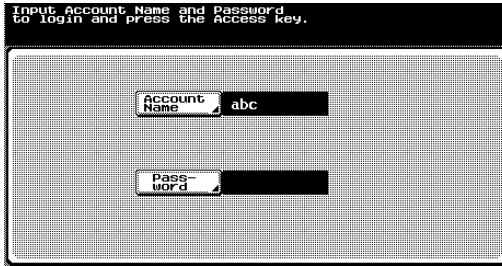 Input Account Name and Password
to login and press the Access key.
Account
Name
abc
Pass-
word